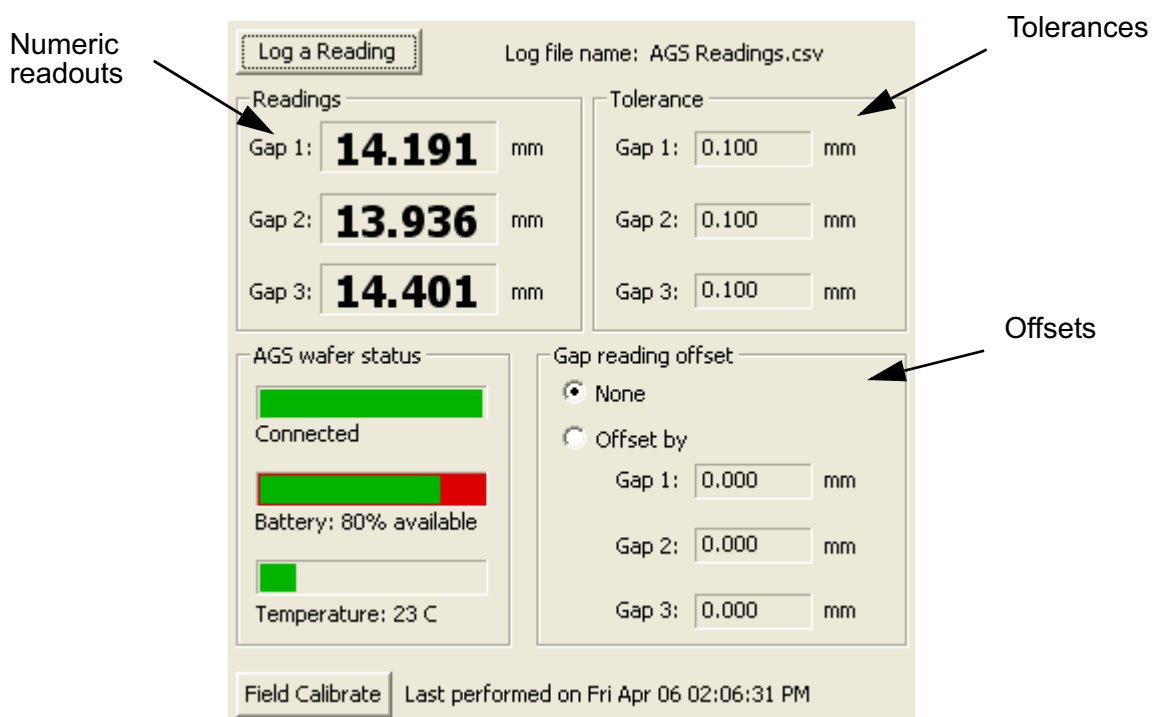 Numeric
readouts
Tolerances
Log a Reading
Log file name: AGS Readings.csv
Readings
Gap 1: 14.191 mm
Gap 2: 13.936 mm
Gap 3: 14.401 mm
Tolerance
Gap 1: 0.100 mm
Gap 2: 0.100 mm
Gap 3: 0.100 mm
Offsets
AGS wafer status
Connected
Battery: 80% available
Temperature: 23 C
Gap reading offset
None
Offset by
Gap 1: 0.000 mm
Gap 2: 0.000 mm
Gap 3: 0.000 mm
Field Calibrate
Last performed on Fri Apr 06 02:06:31 PM